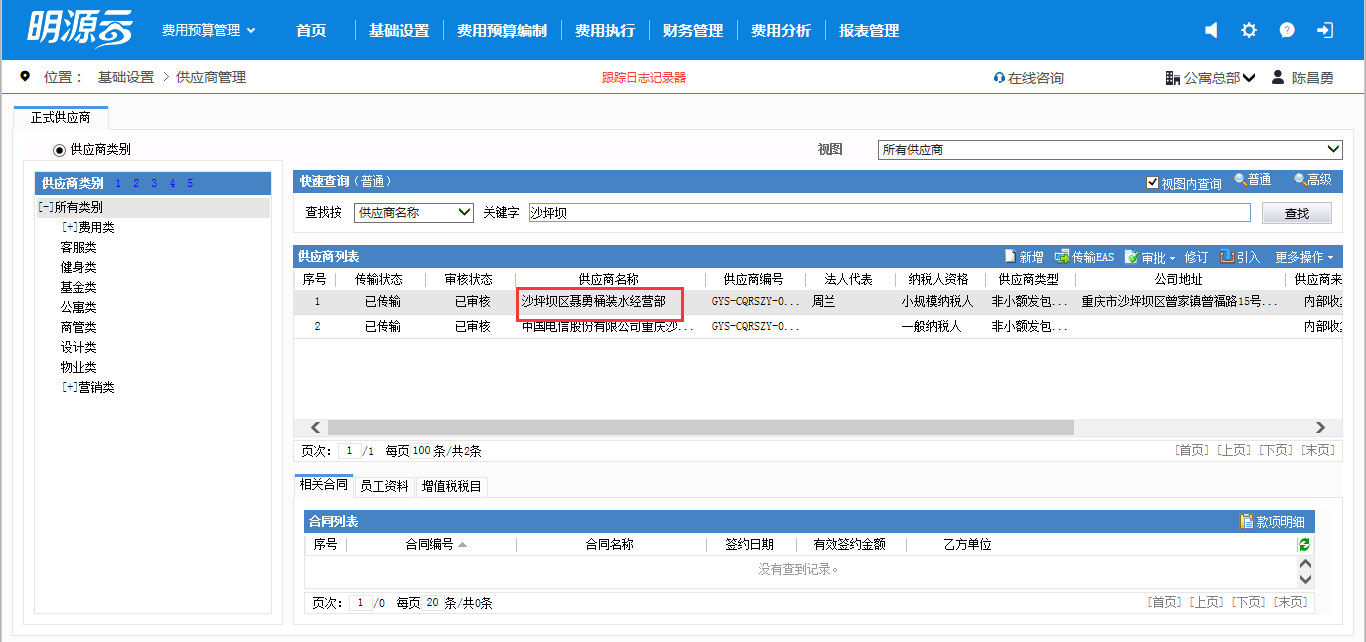 明源云 费用预算管理 首页 基础设置 费用预算编制 费用执行 财务管理 费用分析 报表管理
位置： 基础设置 > 供应商管理 跟踪日志记录器 在线咨询 公寓总部 陈昌勇
正式供应商
供应商类别 视图 所有供应商
供应商类别 1 2 3 4 5
[-]所有类别
[+]费用类
客服类
健身类
基金类
公寓类
商管类
设计类
物业类
[+]营销类
快速查询(普通) 视图内查询 普通 高级
查找按 供应商名称 关键字 沙坪坝 查找
供应商列表 新增 传输EAS 审批 修订 引入 更多操作
序号 传输状态 审核状态 供应商名称 供应商编号 法人代表 纳税人资格 供应商类型 公司地址 供应商来
1 已传输 已审核 沙坪坝区聂勇桶装水经营部 GYS-CQRSZY-0... 周兰 小规模纳税人 非小额发包... 重庆市沙坪坝区曾家镇曾福路15号... 内部收
2 已传输 已审核 中国电信股份有限公司重庆沙... GYS-CQRSZY-0... 一般纳税人 非小额发包... 内部收
页次： 1 /1 每页100条/共2条 [首页] [上页] [下页] [末页]
相关合同 员工资料 增值税税目
合同列表 款项明细
序号 合同编号 合同名称 签约日期 有效签约金额 乙方单位
没有查到记录。
页次： 1 /0 每页 20 条/共0条 [首页] [上页] [下页] [末页]